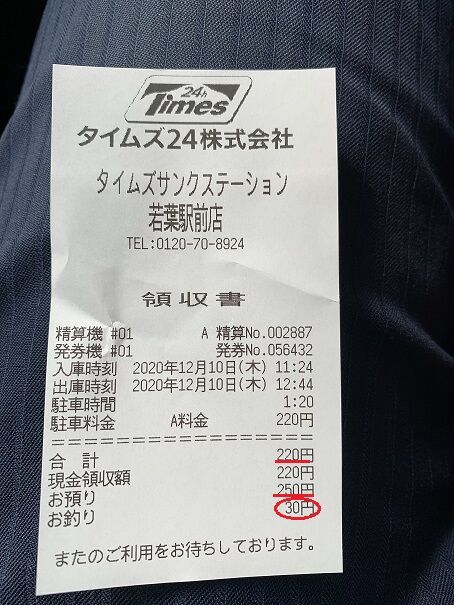 24h
Times
タイムズ24株式会社
タイムズサンクステーション
若葉駅前店
TEL:0120-70-8924
領収書
精算機 #01 A 精算No.002887
発券機 #01 発券No.056432
入庫時刻 2020年12月10日(木) 11:24
出庫時刻 2020年12月10日(木) 12:44
駐車時間 1:20
駐車料金 A料金 220円
合 計 220円
現金領収額 220円
お預り 250円
お釣り 30円
またのご利用をお待ちしております。